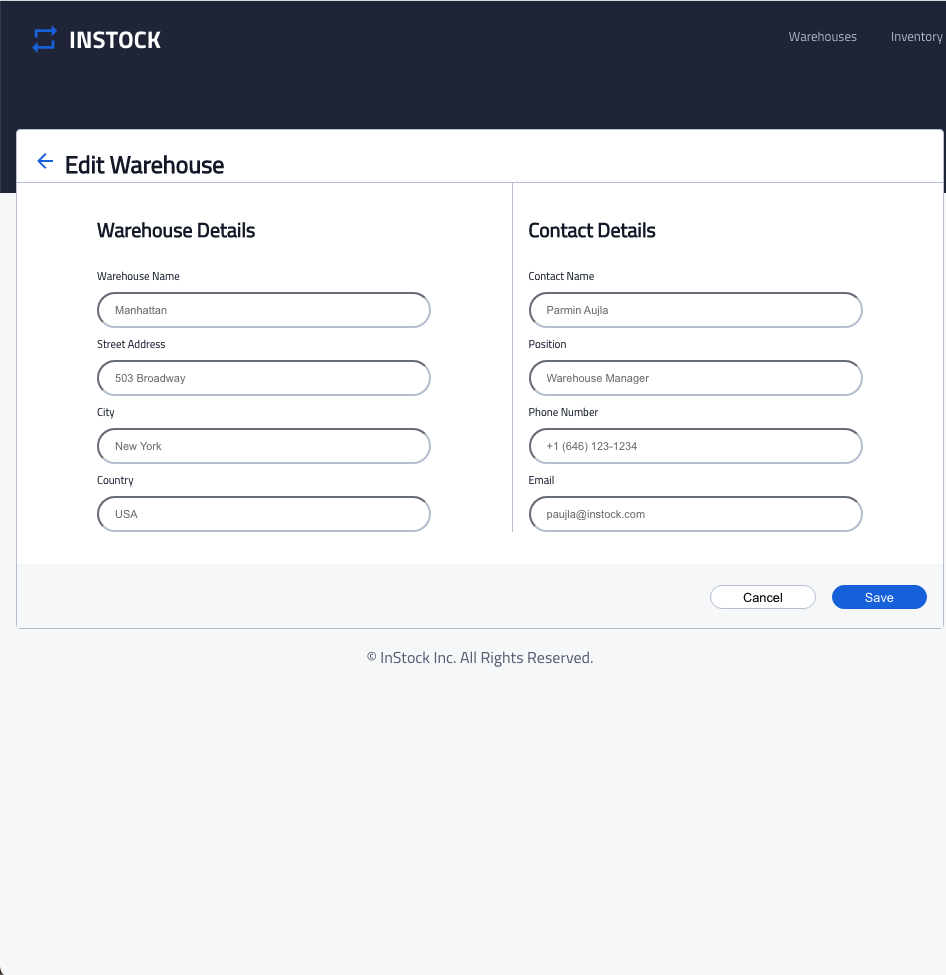 INSTOCK
Warehouses Inventory
Edit Warehouse
Warehouse Details
Warehouse Name
Manhattan
Street Address
503 Broadway
City
New York
Country
USA
Contact Details
Contact Name
Parmin Aujla
Position
Warehouse Manager
Phone Number
+1 (646) 123-1234
Email
paujla@instock.com
Cancel Save
© InStock Inc. All Rights Reserved.